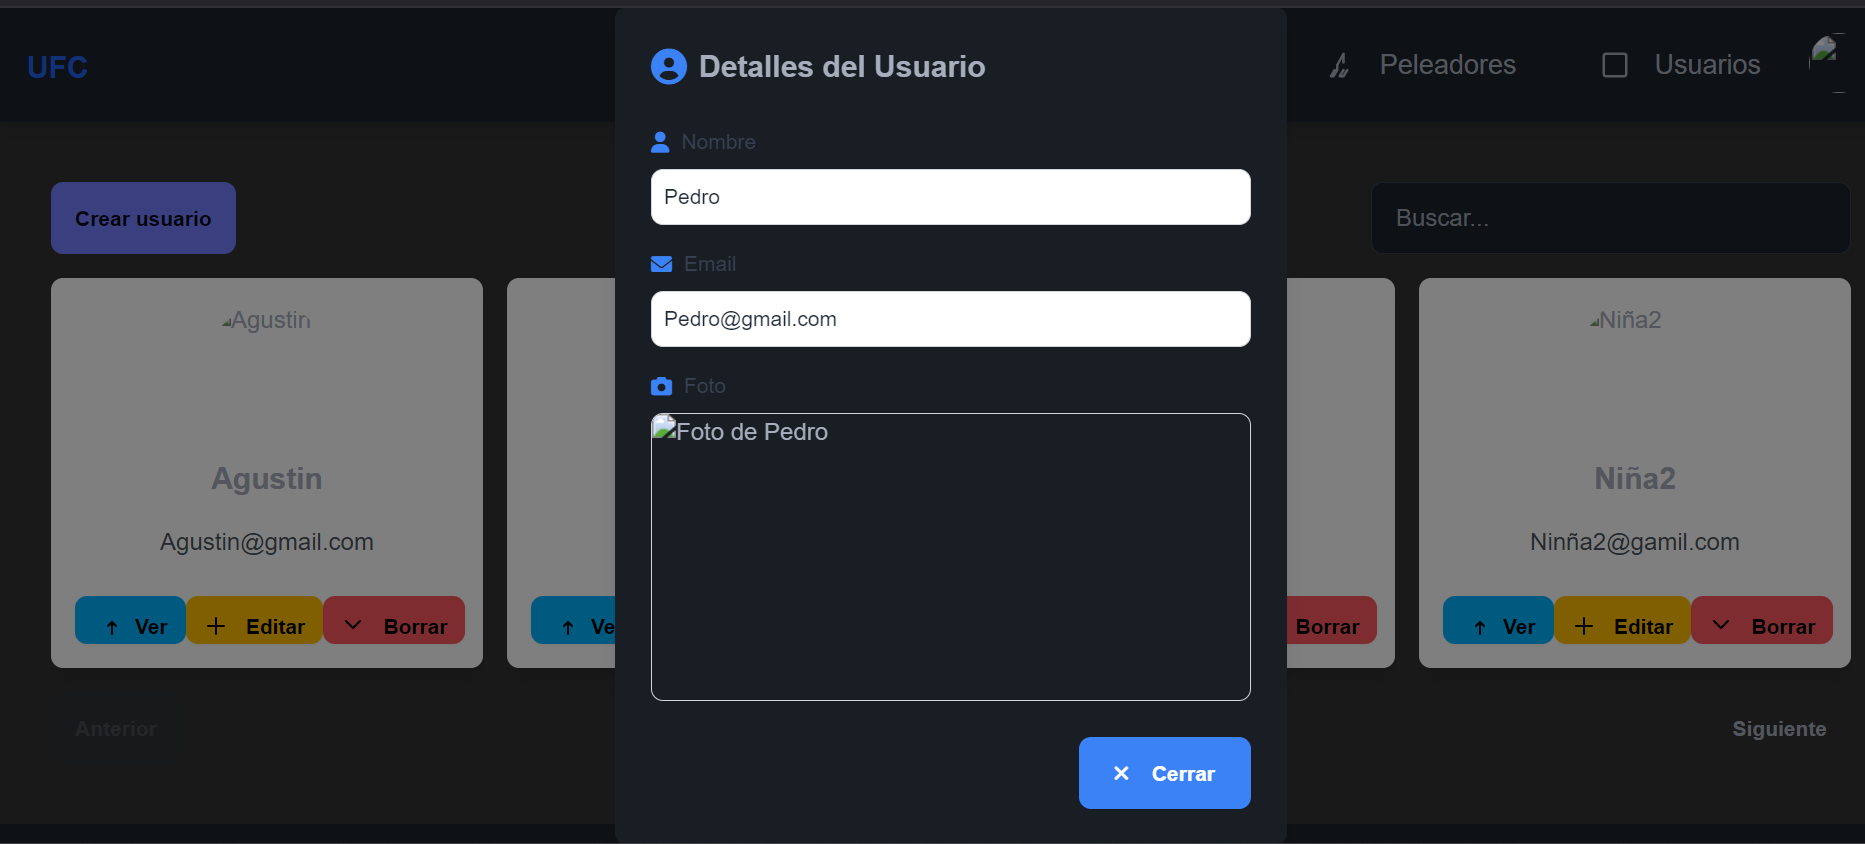 UFC
Peleadores
Usuarios
Crear usuario
Buscar...
Agustin
Agustin
Agustin@gmail.com
Ver
Editar
Borrar
Ve
Detalles del Usuario
Nombre
Pedro
Email
Pedro@gmail.com
Foto
Foto de Pedro
Cerrar
Borrar
Niña2
Niña2
Ninña2@gamil.com
Ver
Editar
Borrar
Anterior
Siguiente